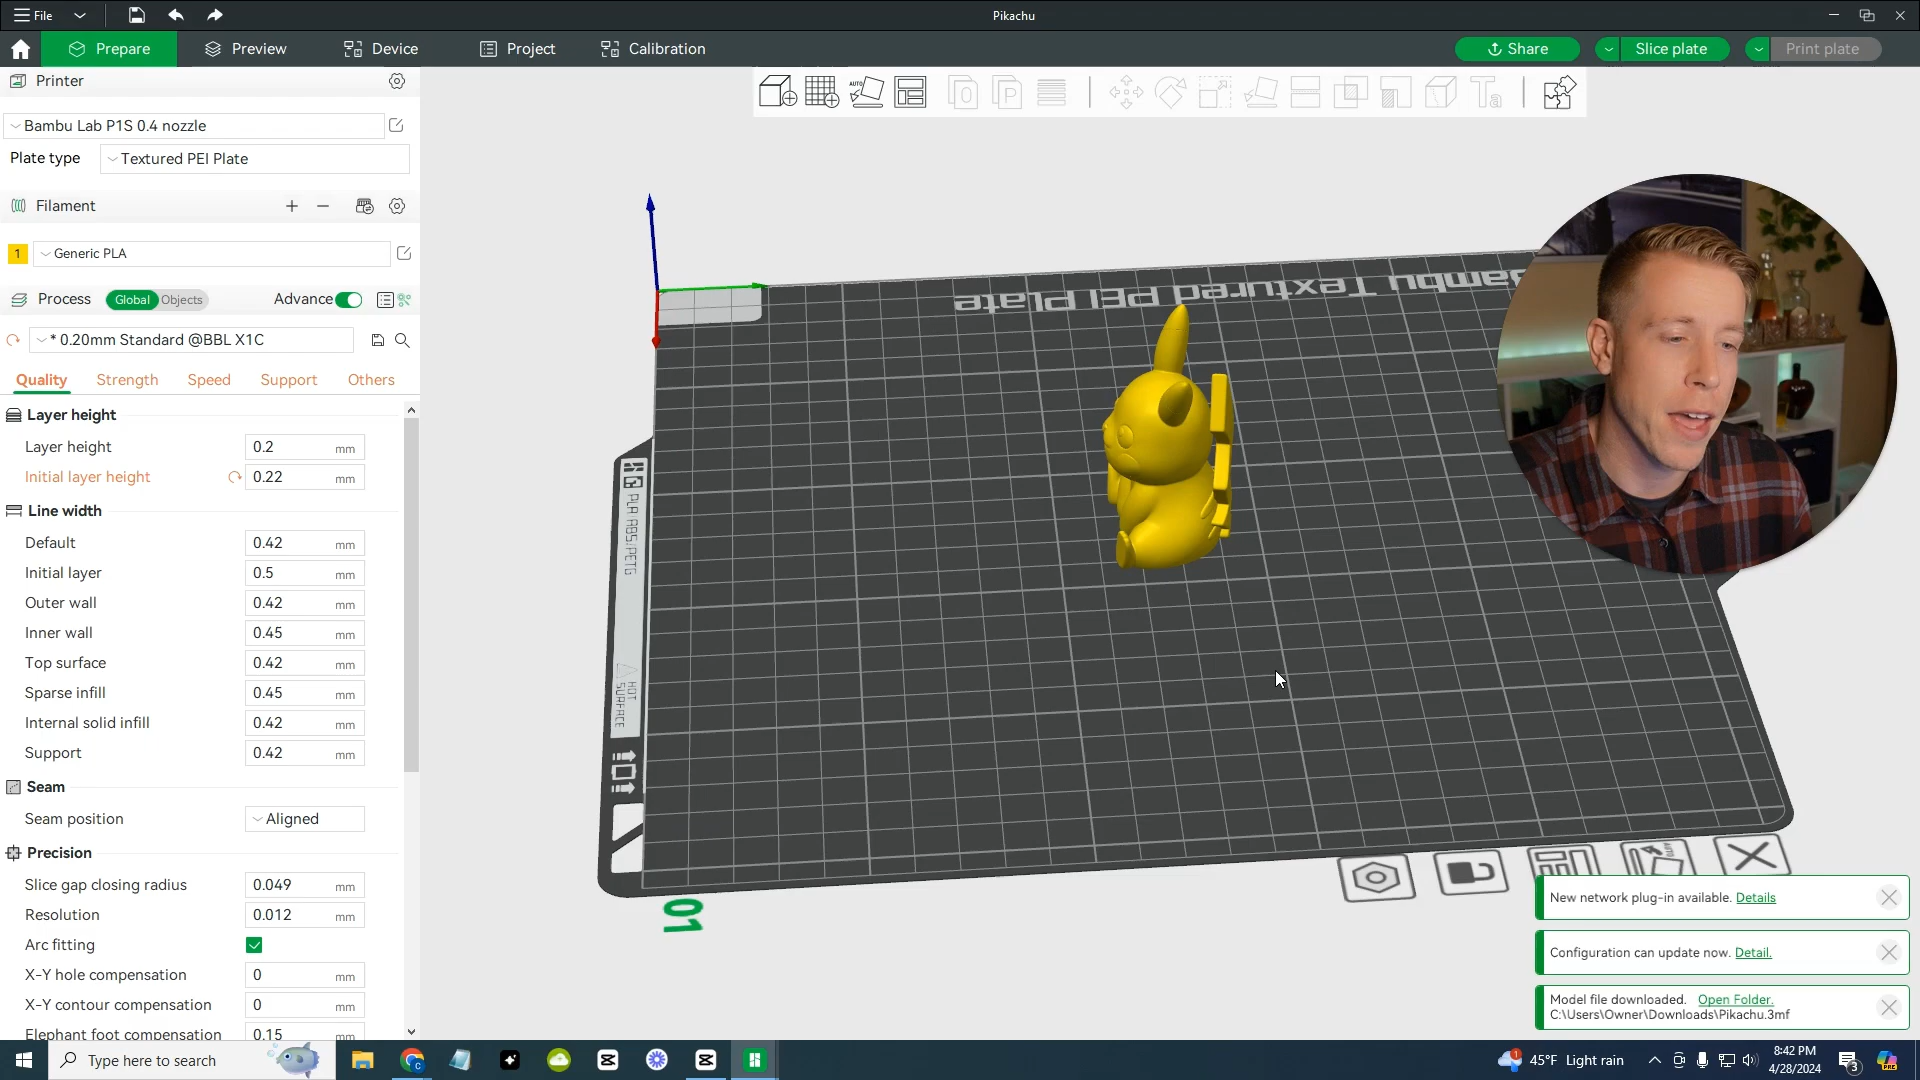 File
Pikachu
Prepare
Preview
Device
Project
Calibration
Share
Slice plate
Print plate
Printer
Bambu Lab P1S 0.4 nozzle
Plate type
Textured PEI Plate
Filament
1
Generic PLA
Process
Global
Objects
Advance
* 0.20mm Standard @BBL X1C
Quality
Strength
Speed
Support
Others
Layer height
Layer height 0.2 mm
Initial layer height 0.22 mm
Line width
Default 0.42 mm
Initial layer 0.5 mm
Outer wall 0.42 mm
Inner wall 0.45 mm
Top surface 0.42 mm
Sparse infill 0.45 mm
Internal solid infill 0.42 mm
Support 0.42 mm
Seam
Seam position Aligned
Precision
Slice gap closing radius 0.049 mm
Resolution 0.012 mm
Arc fitting
X-Y hole compensation 0 mm
X-Y contour compensation 0 mm
Elephant foot compensation 0.15 mm
AUTO
Bambu Textured PEI Plate
PLA/ABS/PETG
HOT
SURFACE
01
AUTO
New network plug-in available. Details
Configuration can update now. Detail.
Model file downloaded. Open Folder.
C:\Users\Owner\Downloads\Pikachu.3mf
Type here to search
45°F Light rain
8:42 PM
4/28/2024
3